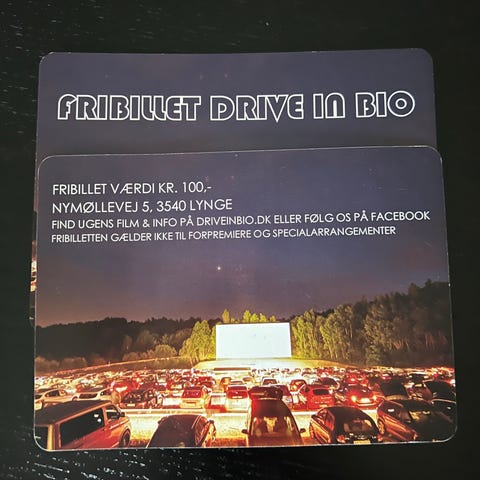 FRIBILLET DRIVE IN BIO
FRIBILLET VÆRDI KR. 100,-
NYMØLLEVEJ 5, 3540 LYNGE
FIND UGENS FILM & INFO PÅ DRIVEINBIO.DK ELLER FØLG OS PÅ FACEBOOK
FRIBILLETTEN GÆLDER IKKE TIL FORPREMIERE OG SPECIALARRANGEMENTER